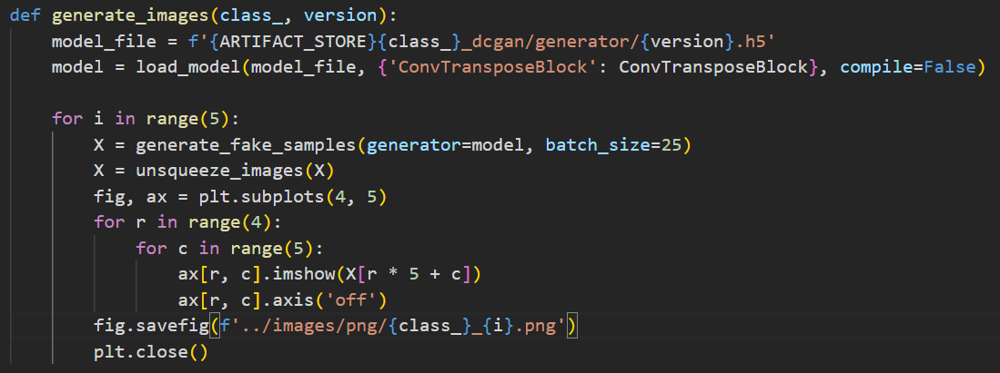 def generate_images(class_, version):
    model_file = f'{ARTIFACT_STORE}{class_}_dcgan/generator/{version}.h5'
    model = load_model(model_file, {'ConvTransposeBlock': ConvTransposeBlock}, compile=False)

    for i in range(5):
        X = generate_fake_samples(generator=model, batch_size=25)
        X = unsqueeze_images(X)
        fig, ax = plt.subplots(4, 5)
        for r in range(4):
            for c in range(5):
                ax[r, c].imshow(X[r * 5 + c])
                ax[r, c].axis('off')
        fig.savefig(f'../images/png/{class_}_{i}.png')
        plt.close()